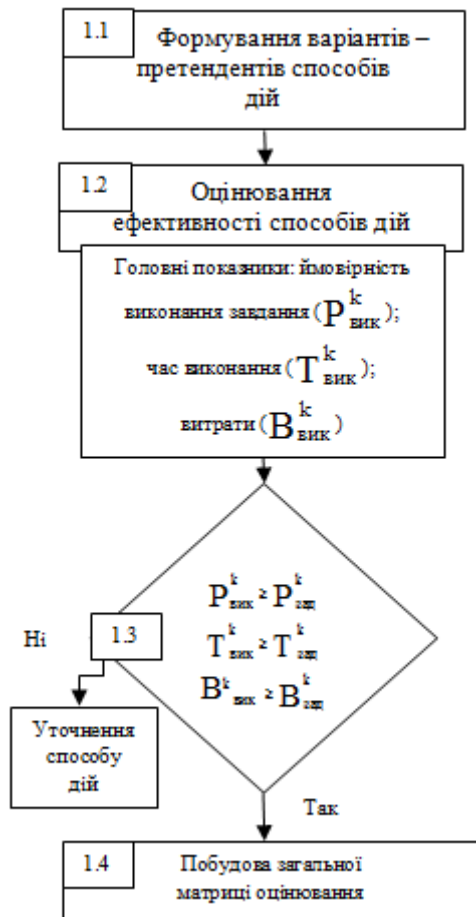 1.1
Формування варіантів –
претендентів способів
дій
1.2
Оцінювання
ефективності способів дій
Головні показники: ймовірність
виконання завдання (P^k_вик);
час виконання (T^k_вик);
витрати (B^k_вик)
P^k_вик ≥ P^k_зад
Ні
1.3
T^k_вик ≥ T^k_зад
B^k_вик ≥ B^k_зад
Уточнення
способу
дій
Так
1.4
Побудова загальної
матриці оцінювання